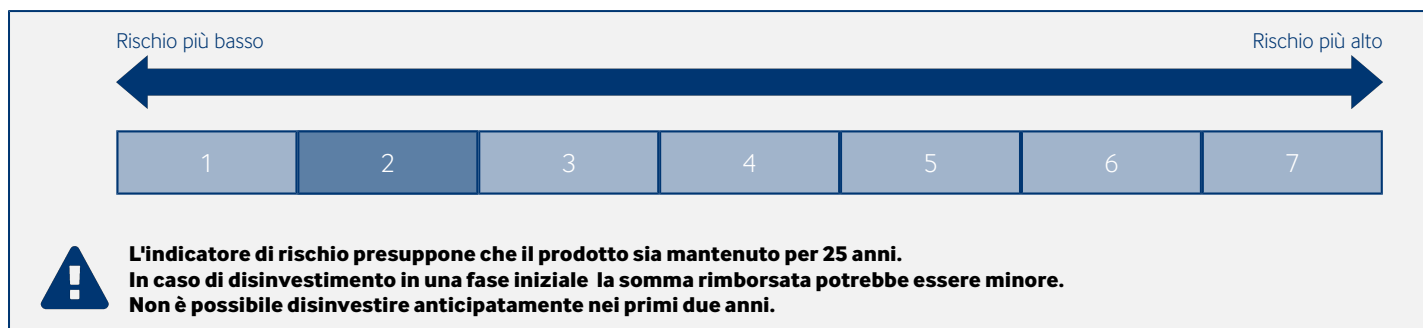 Rischio più basso Rischio più alto
1 2 3 4 5 6 7
L'indicatore di rischio presuppone che il prodotto sia mantenuto per 25 anni.
In caso di disinvestimento in una fase iniziale la somma rimborsata potrebbe essere minore.
Non è possibile disinvestire anticipatamente nei primi due anni.